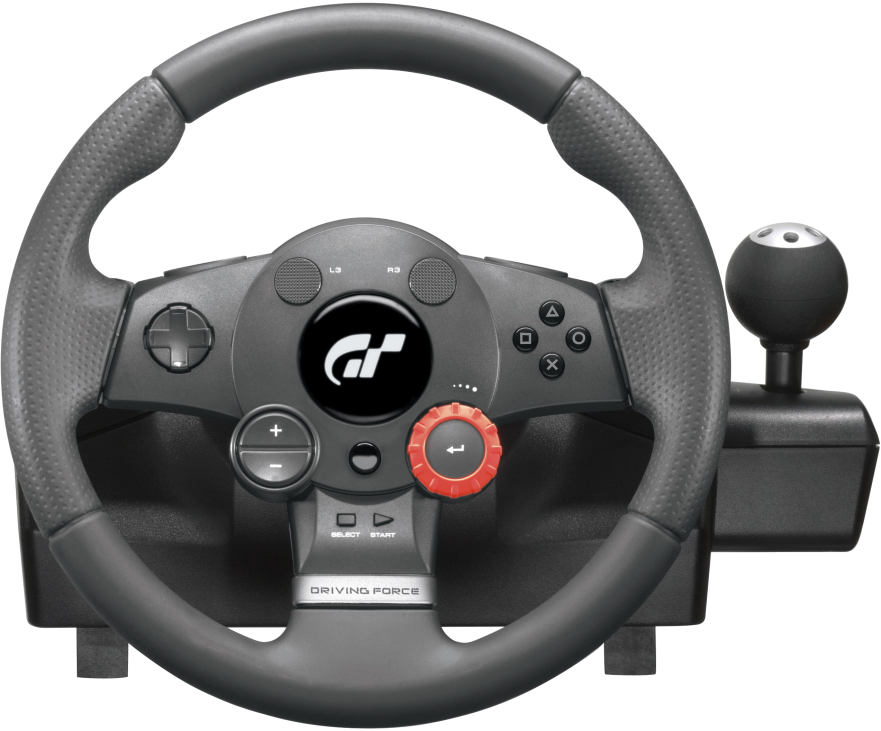 L3 R3
GT
+
−
SELECT START
DRIVING FORCE